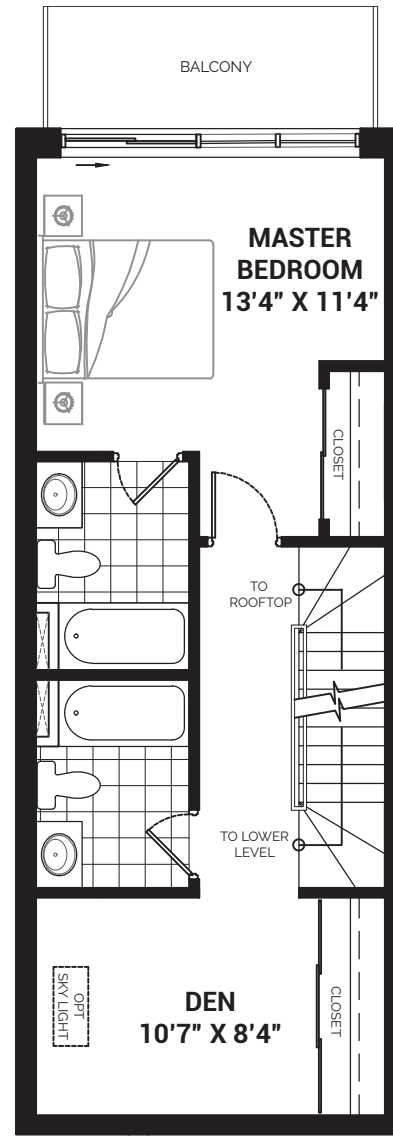 BALCONY
MASTER
BEDROOM
13'4" X 11'4"
CLOSET
TO
ROOFTOP
TO LOWER
LEVEL
OPT
SKY LIGHT
DEN
10'7" X 8'4"
CLOSET